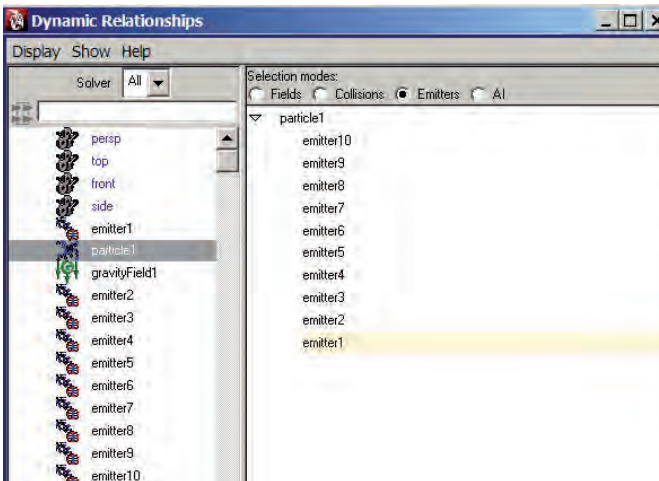 Dynamic Relationships
Display Show Help
Solver All
persp
top
front
side
emitter1
particle1
gravityField1
emitter2
emitter3
emitter4
emitter5
emitter6
emitter7
emitter8
emitter9
emitter10
Selection modes:
Fields Collisions Emitters All
particle1
emitter10
emitter9
emitter8
emitter7
emitter6
emitter5
emitter4
emitter3
emitter2
emitter1